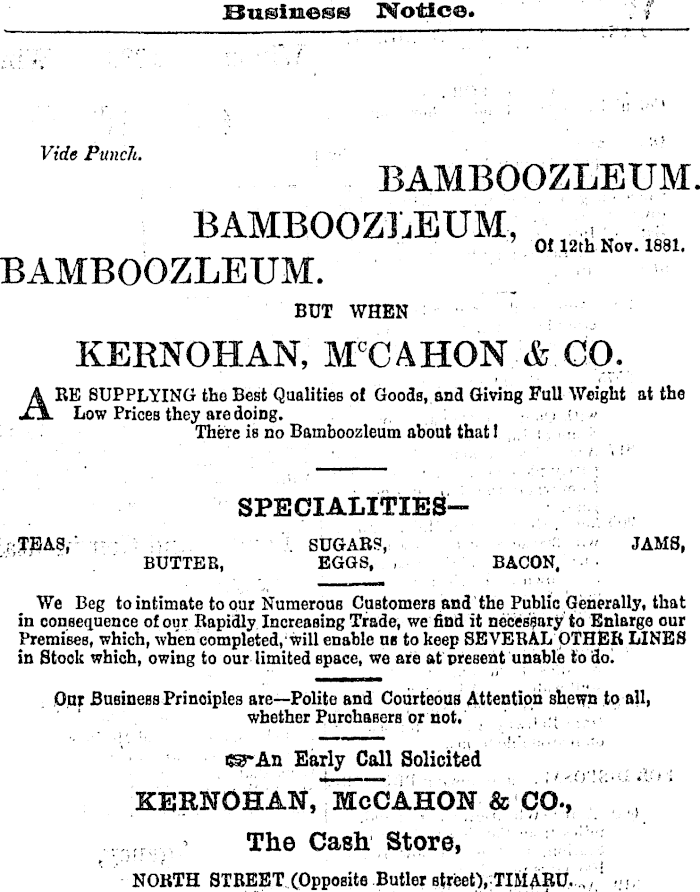 Business Notice.
Vide Punch.
BAMBOOZLEUM.
BAMBOOZLEUM,
Of 12th Nov. 1881.
BAMBOOZLEUM.
BUT WHEN
KERNOHAN, McCAHON & CO.
ARE SUPPLYING the Best Qualities of Goods, and Giving Full Weight at the
Low Prices they are doing.
There is no Bamboozleum about that!
SPECIALITIES—
TEAS, SUGARS, JAMS,
BUTTER, EGGS, BACON,
We Beg to intimate to our Numerous Customers and the Public Generally, that
in consequence of our Rapidly Increasing Trade, we find it necessary to Enlarge our
Premises, which, when completed, will enable us to keep SEVERAL OTHER LINES
in Stock which, owing to our limited space, we are at present unable to do.
Our Business Principles are—Polite and Courteous Attention shewn to all,
whether Purchasers or not.
☞An Early Call Solicited
KERNOHAN, McCAHON & CO.,
The Cash Store,
NORTH STREET (Opposite Butler street), TIMARU.